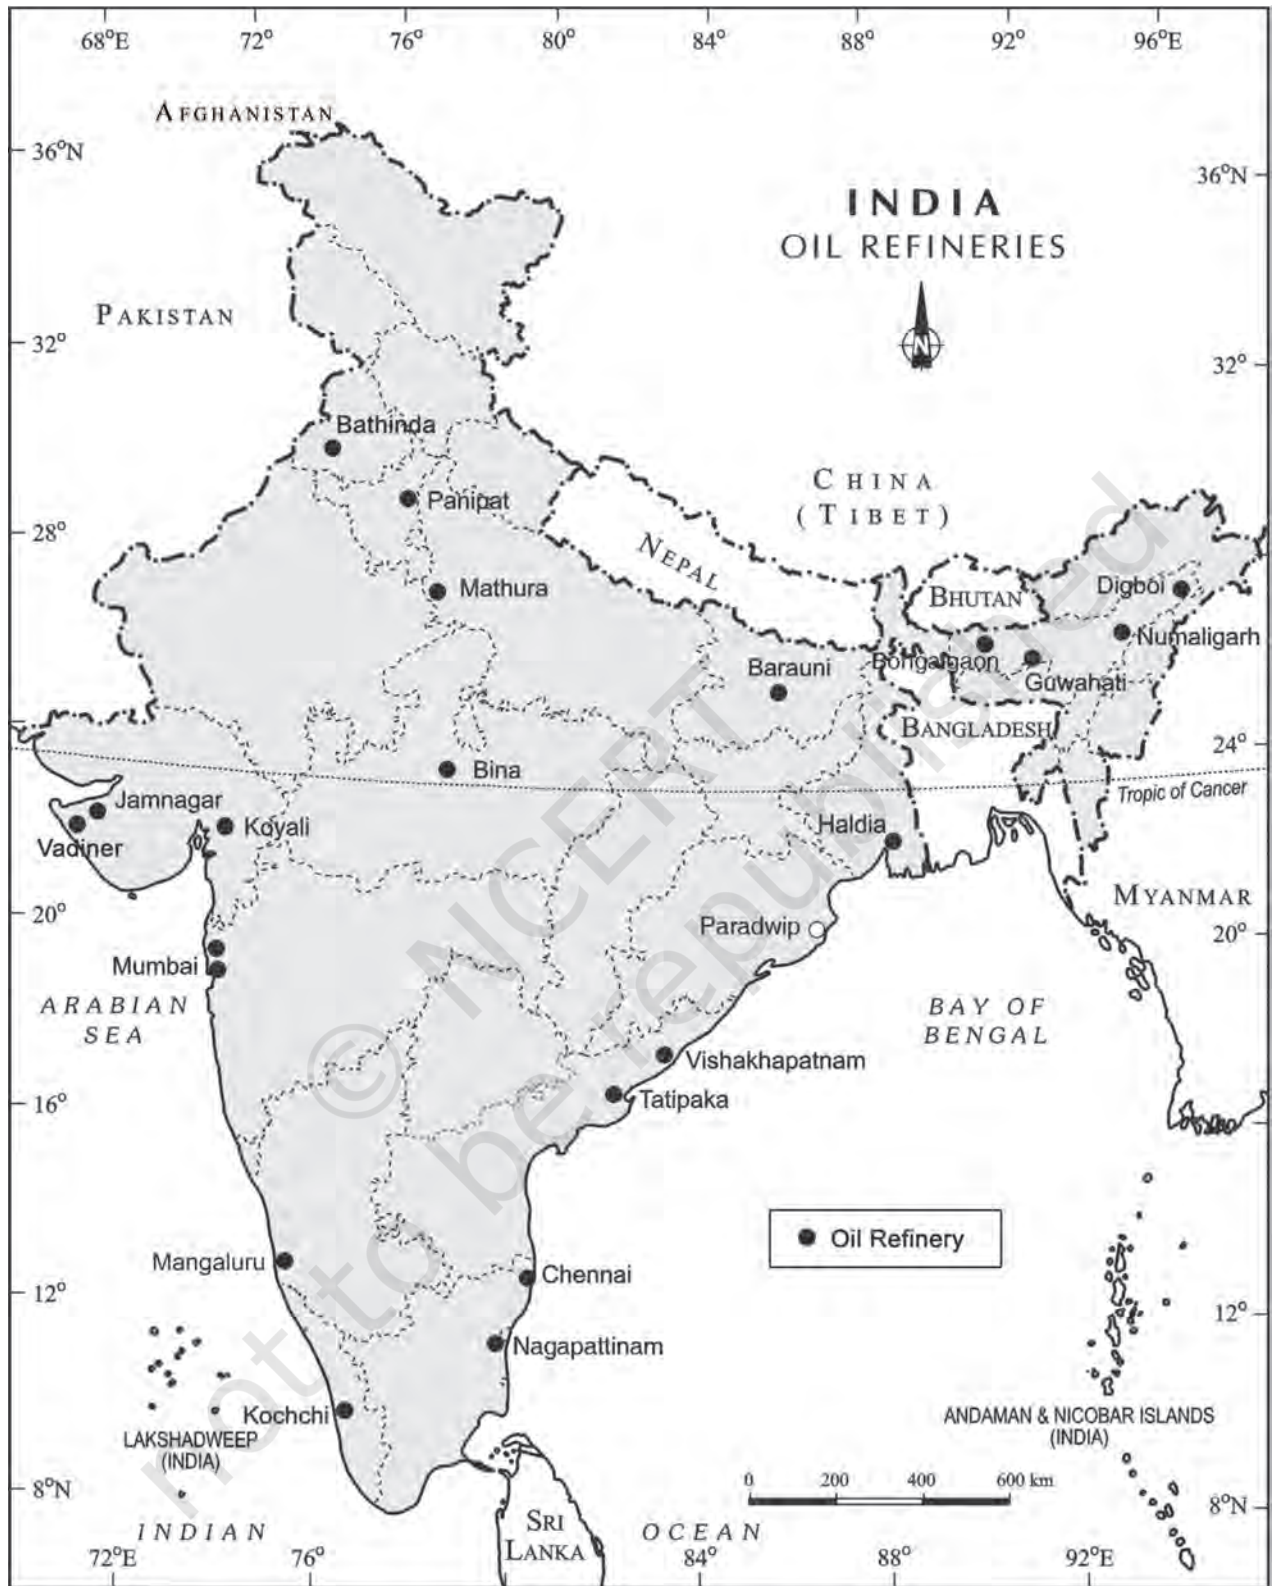 68°E 72° 76° 80° 84° 88° 92° 96°E
AFGHANISTAN
36°N
36°N
INDIA
OIL REFINERIES
PAKISTAN
N
32°
32°
Bathinda
CHINA
(TIBET)
Panipat
28°
28°
NEPAL
Mathura
BHUTAN
Digboi
Numaligarh
Barauni
Bongaigaon
Guwahati
BANGLADESH
24°
Bina
Tropic of Cancer
Jamnagar
Koyali
Vadiner
Haldia
MYANMAR
20°
Paradwip
20°
Mumbai
ARABIAN
SEA
BAY OF
BENGAL
Vishakhapatnam
Tatipaka
16°
Oil Refinery
Mangaluru
Chennai
12°
12°
Nagapattinam
Kochchi
LAKSHADWEEP
(INDIA)
ANDAMAN & NICOBAR ISLANDS
(INDIA)
0 200 400 600 km
8°N
8°N
SRI
LANKA
INDIAN OCEAN
72°E 76° 84° 88° 92°E
© NCERT
not to be republished